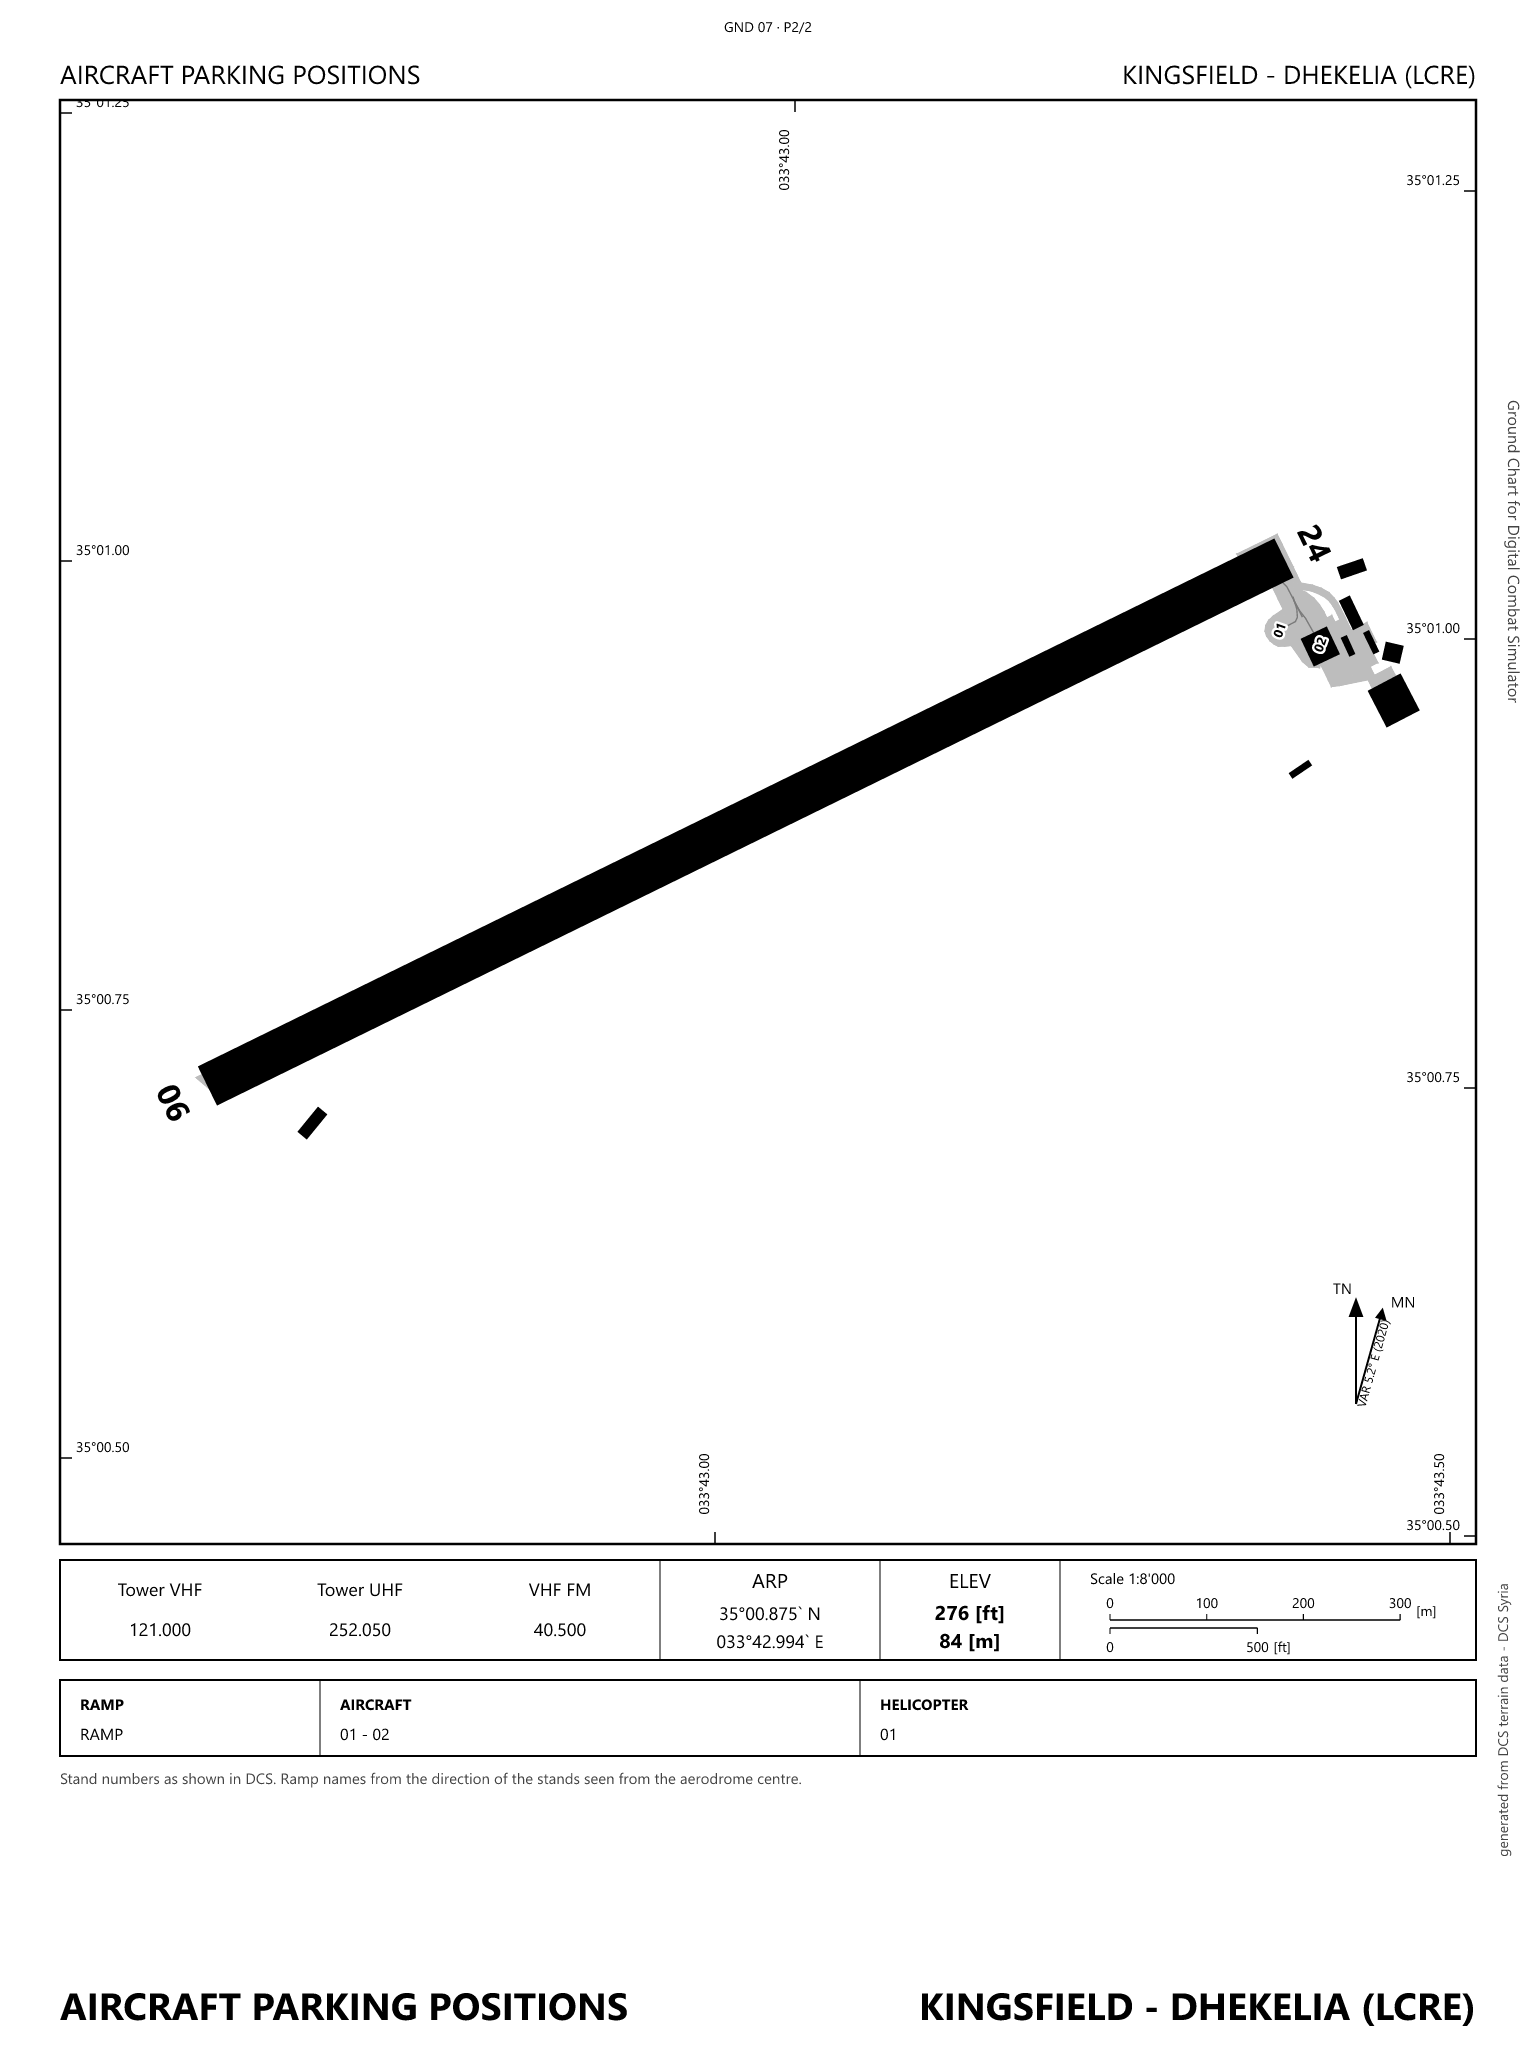 GND 07 · P2/2
AIRCRAFT PARKING POSITIONS
KINGSFIELD - DHEKELIA (LCRE)
35°01.25
033°43.00
35°01.25
Ground Chart for Digital Combat Simulator
24
35°01.00
01
02
35°01.00
35°00.75
06
35°00.75
TN
MN
VAR 5.2° E (2020)
35°00.50
033°43.00
033°43.50
35°00.50
Tower VHF
121.000
Tower UHF
252.050
VHF FM
40.500
ARP
35°00.875` N
033°42.994` E
ELEV
276 [ft]
84 [m]
Scale 1:8'000
0 100 200 300 [m]
0 500 [ft]
RAMP
RAMP
AIRCRAFT
01 - 02
HELICOPTER
01
Stand numbers as shown in DCS. Ramp names from the direction of the stands seen from the aerodrome centre.
generated from DCS terrain data - DCS Syria
AIRCRAFT PARKING POSITIONS
KINGSFIELD - DHEKELIA (LCRE)